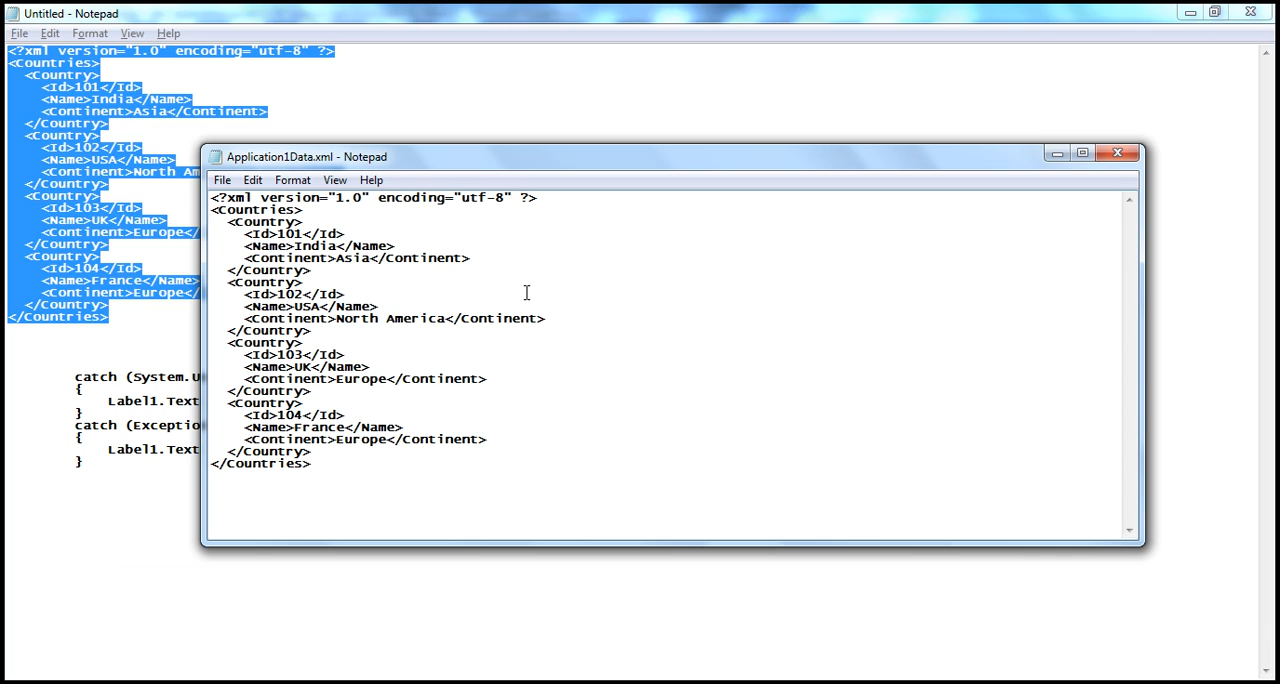 Untitled - Notepad
File Edit Format View Help
<?xml version="1.0" encoding="utf-8" ?>
<Countries>
  <Country>
    <Id>101</Id>
    <Name>India</Name>
    <Continent>Asia</Continent>
  </Country>
  <Country>
    <Id>102</Id>
    <Name>USA</Name>
    <Continent>North Am
  </Country>
  <Country>
    <Id>103</Id>
    <Name>UK</Name>
    <Continent>Europe</
  </Country>
  <Country>
    <Id>104</Id>
    <Name>France</Name>
    <Continent>Europe</
  </Country>
</Countries>
catch (System.U
{
    Label1.Text
}
catch (Exceptio
{
    Label1.Text
}
Application1Data.xml - Notepad
File Edit Format View Help
<?xml version="1.0" encoding="utf-8" ?>
<Countries>
  <Country>
    <Id>101</Id>
    <Name>India</Name>
    <Continent>Asia</Continent>
  </Country>
  <Country>
    <Id>102</Id>
    <Name>USA</Name>
    <Continent>North America</Continent>
  </Country>
  <Country>
    <Id>103</Id>
    <Name>UK</Name>
    <Continent>Europe</Continent>
  </Country>
  <Country>
    <Id>104</Id>
    <Name>France</Name>
    <Continent>Europe</Continent>
  </Country>
</Countries>